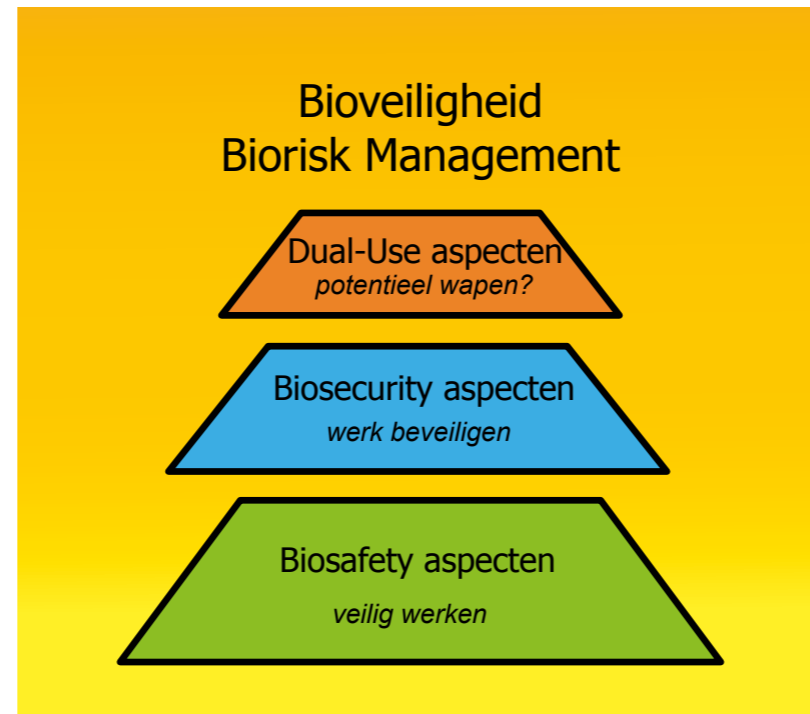 Bioveiligheid
Biorisk Management
Dual-Use aspecten
potentieel wapen?
Biosecurity aspecten
werk beveiligen
Biosafety aspecten
veilig werken